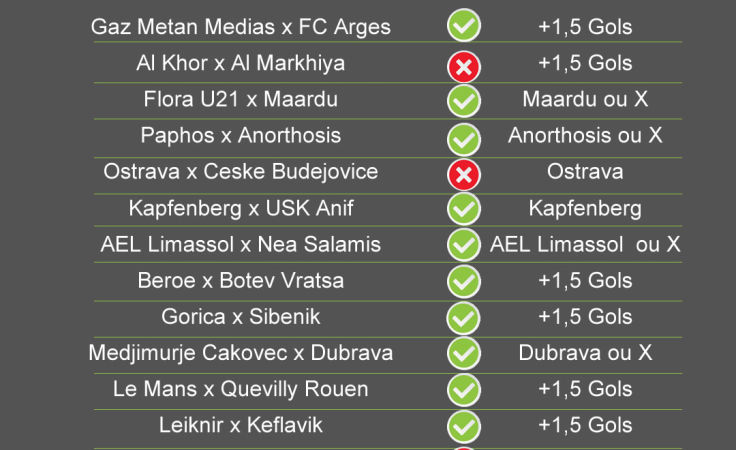 Gaz Metan Medias x FC Arges +1,5 Gols
Al Khor x Al Markhiya +1,5 Gols
Flora U21 x Maardu Maardu ou X
Paphos x Anorthosis Anorthosis ou X
Ostrava x Ceske Budejovice Ostrava
Kapfenberg x USK Anif Kapfenberg
AEL Limassol x Nea Salamis AEL Limassol ou X
Beroe x Botev Vratsa +1,5 Gols
Gorica x Sibenik +1,5 Gols
Medjimurje Cakovec x Dubrava Dubrava ou X
Le Mans x Quevilly Rouen +1,5 Gols
Leiknir x Keflavik +1,5 Gols